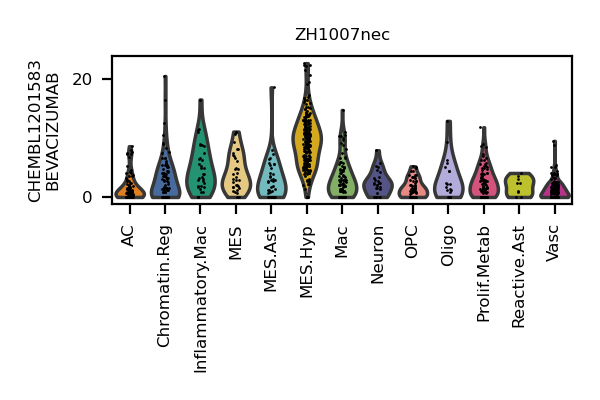 ZH1007nec
CHEMBL1201583
BEVACIZUMAB
20
0
AC
Chromatin.Reg
Inflammatory.Mac
MES
MES.Ast
MES.Hyp
Mac
Neuron
OPC
Oligo
Prolif.Metab
Reactive.Ast
Vasc